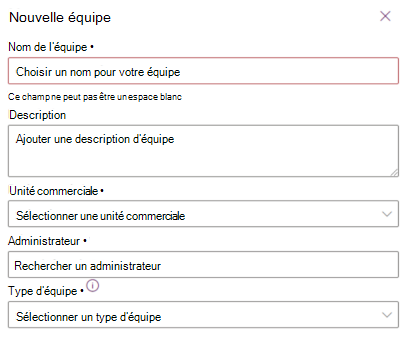 Nouvelle équipe
Nom de l'équipe •
Choisir un nom pour votre équipe
Ce champ ne peut pas être un espace blanc
Description
Ajouter une description d'équipe
Unité commerciale •
Sélectionner une unité commerciale
Administrateur •
Rechercher un administrateur
Type d'équipe •
Sélectionner un type d'équipe